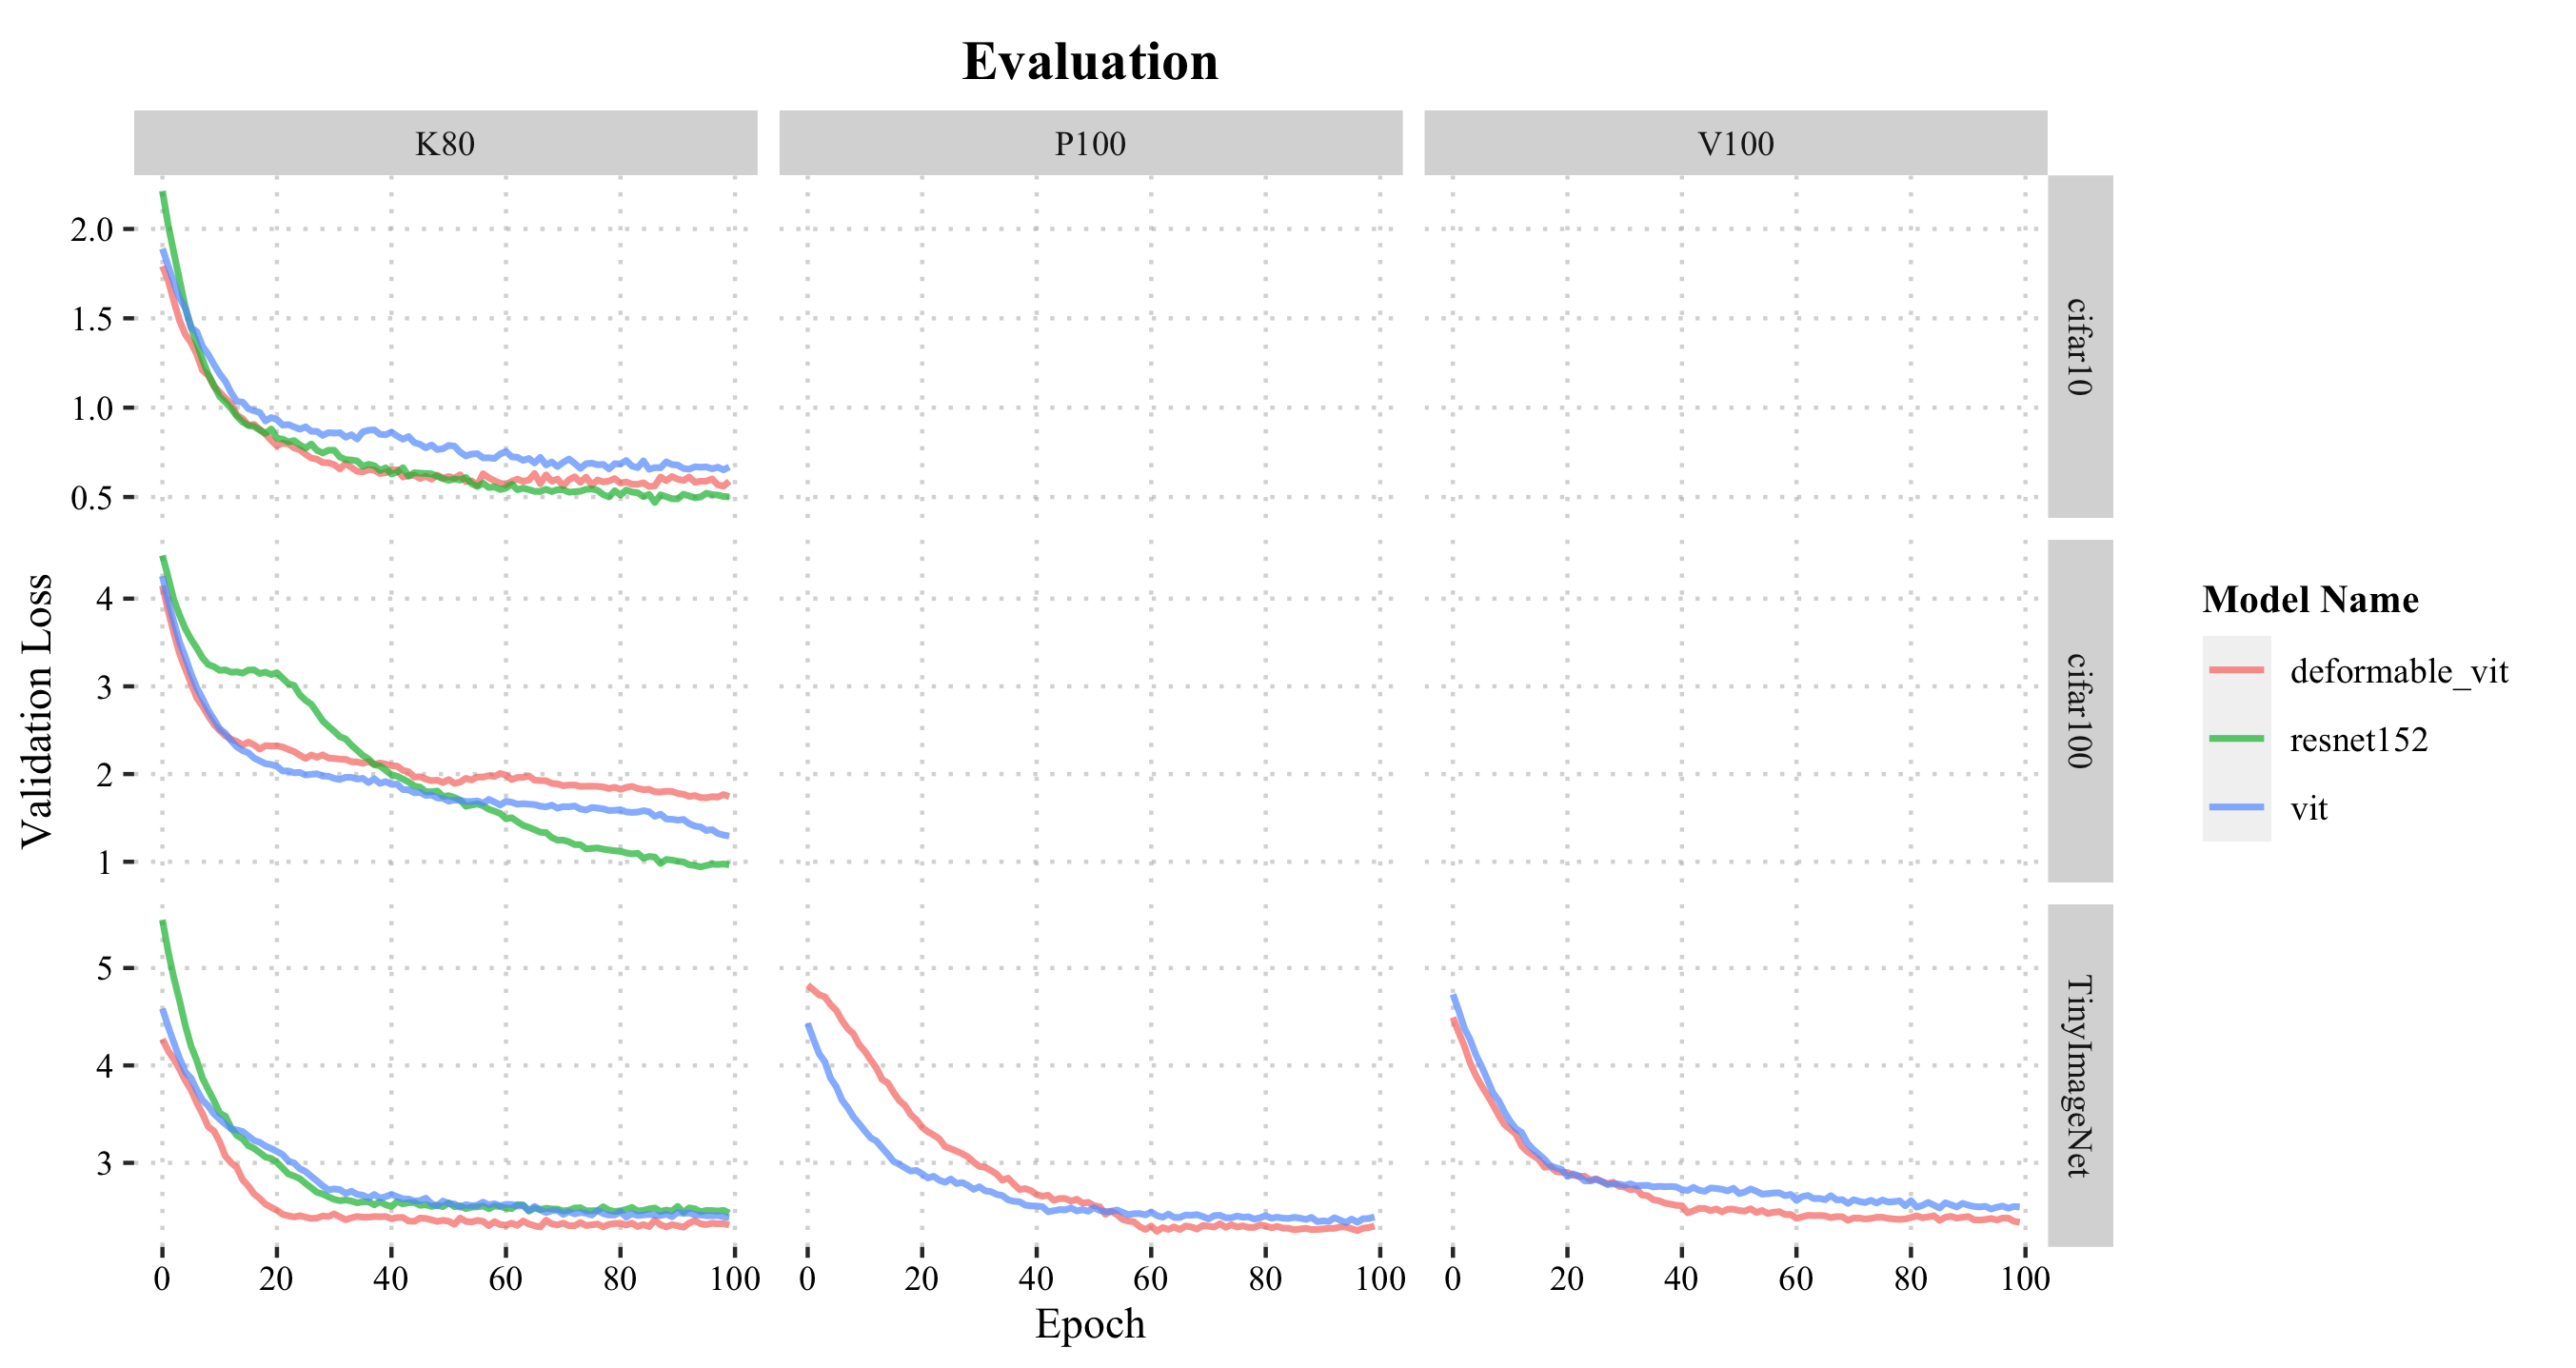 Evaluation
K80
P100
V100
2.0
1.5
1.0
0.5
cifar10
4
3
2
1
cifar100
5
4
3
TinyImageNet
0 20 40 60 80 100
0 20 40 60 80 100
0 20 40 60 80 100
Epoch
Validation Loss
Model Name
deformable_vit
resnet152
vit